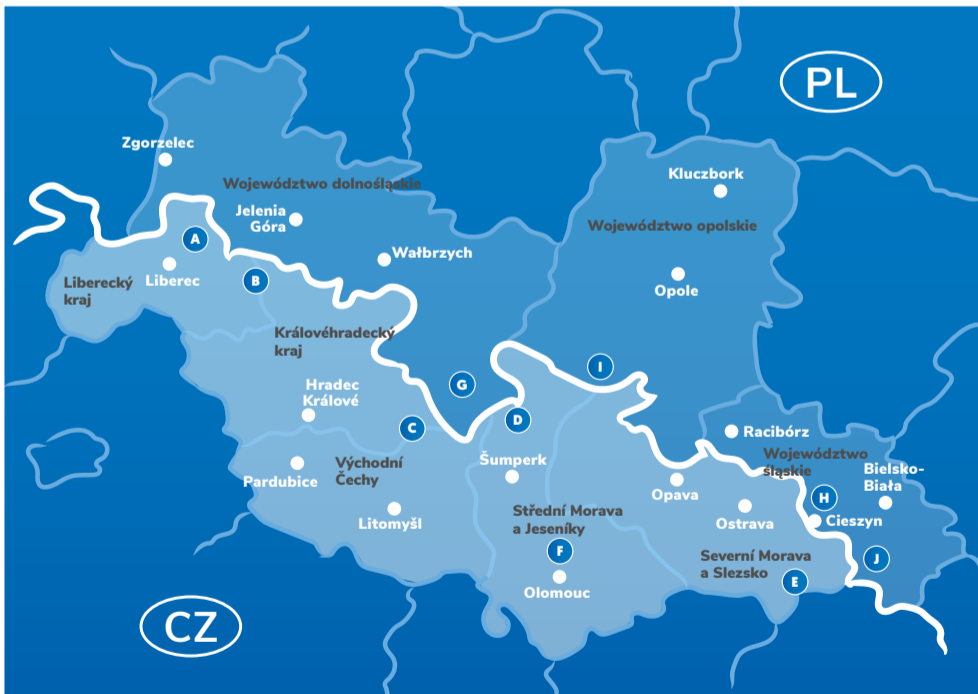 PL
Zgorzelec
Kluczbork
Województwo dolnośląskie
Jelenia
Góra
Województwo opolskie
A
Wałbrzych
Liberecký
kraj
Liberec
B
Opole
Královéhradecký
kraj
I
G
Hradec
Králové
C
D
Racibórz
Východní
Čechy
Šumperk
Województwo
śląskie
Bielsko-
Biała
Pardubice
Opava
H
Litomyšl
Střední Morava
a Jeseníky
Ostrava
Cieszyn
F
Severní Morava
a Slezsko
J
E
Olomouc
CZ